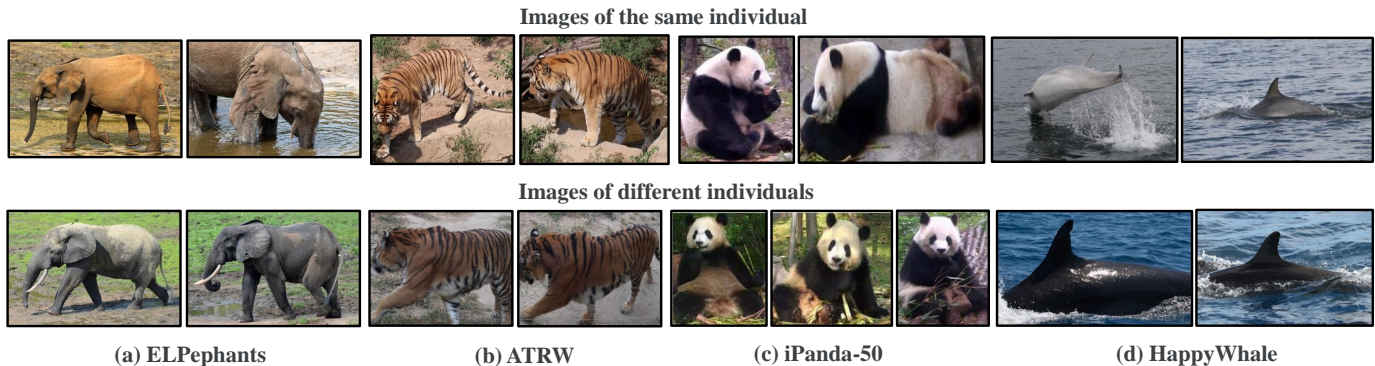 Images of the same individual
Images of different individuals
(a) ELPephants
(b) ATRW
(c) iPanda-50
(d) HappyWhale